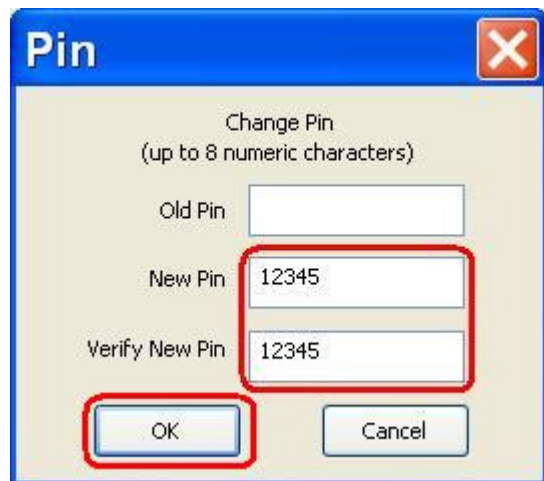 Pin
Change Pin
(up to 8 numeric characters)
Old Pin
New Pin 12345
Verify New Pin 12345
OK Cancel